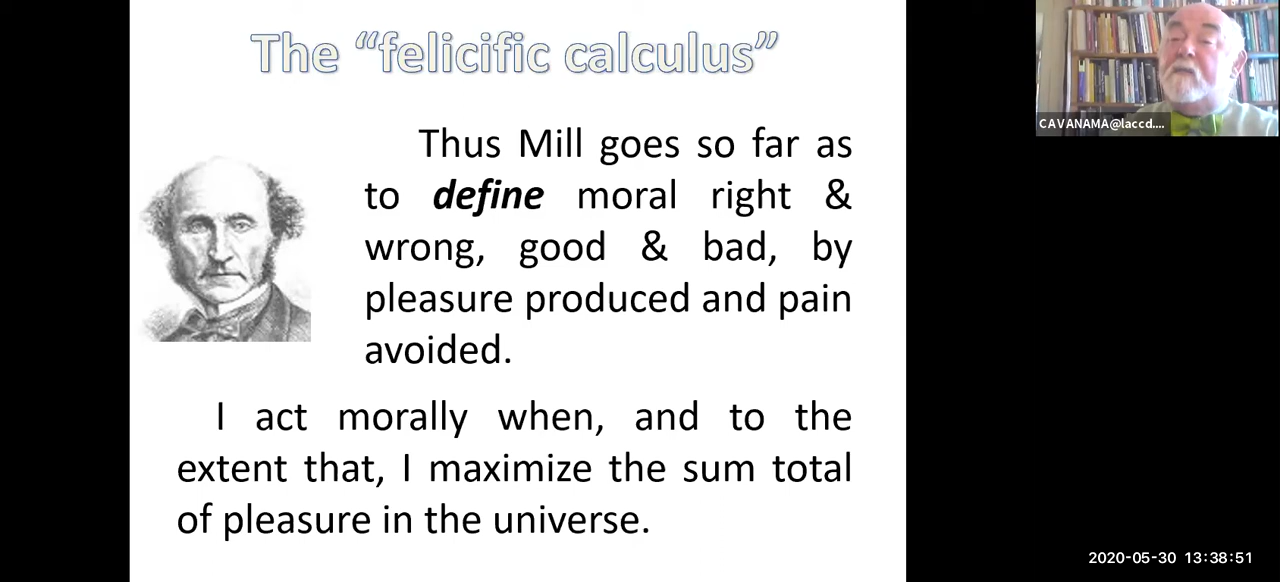 The “felicific calculus”
Thus Mill goes so far as
to define moral right &
wrong, good & bad, by
pleasure produced and pain
avoided.
I act morally when, and to the
extent that, I maximize the sum total
of pleasure in the universe.
CAVANAMA@laccd....
2020-05-30 13:38:51